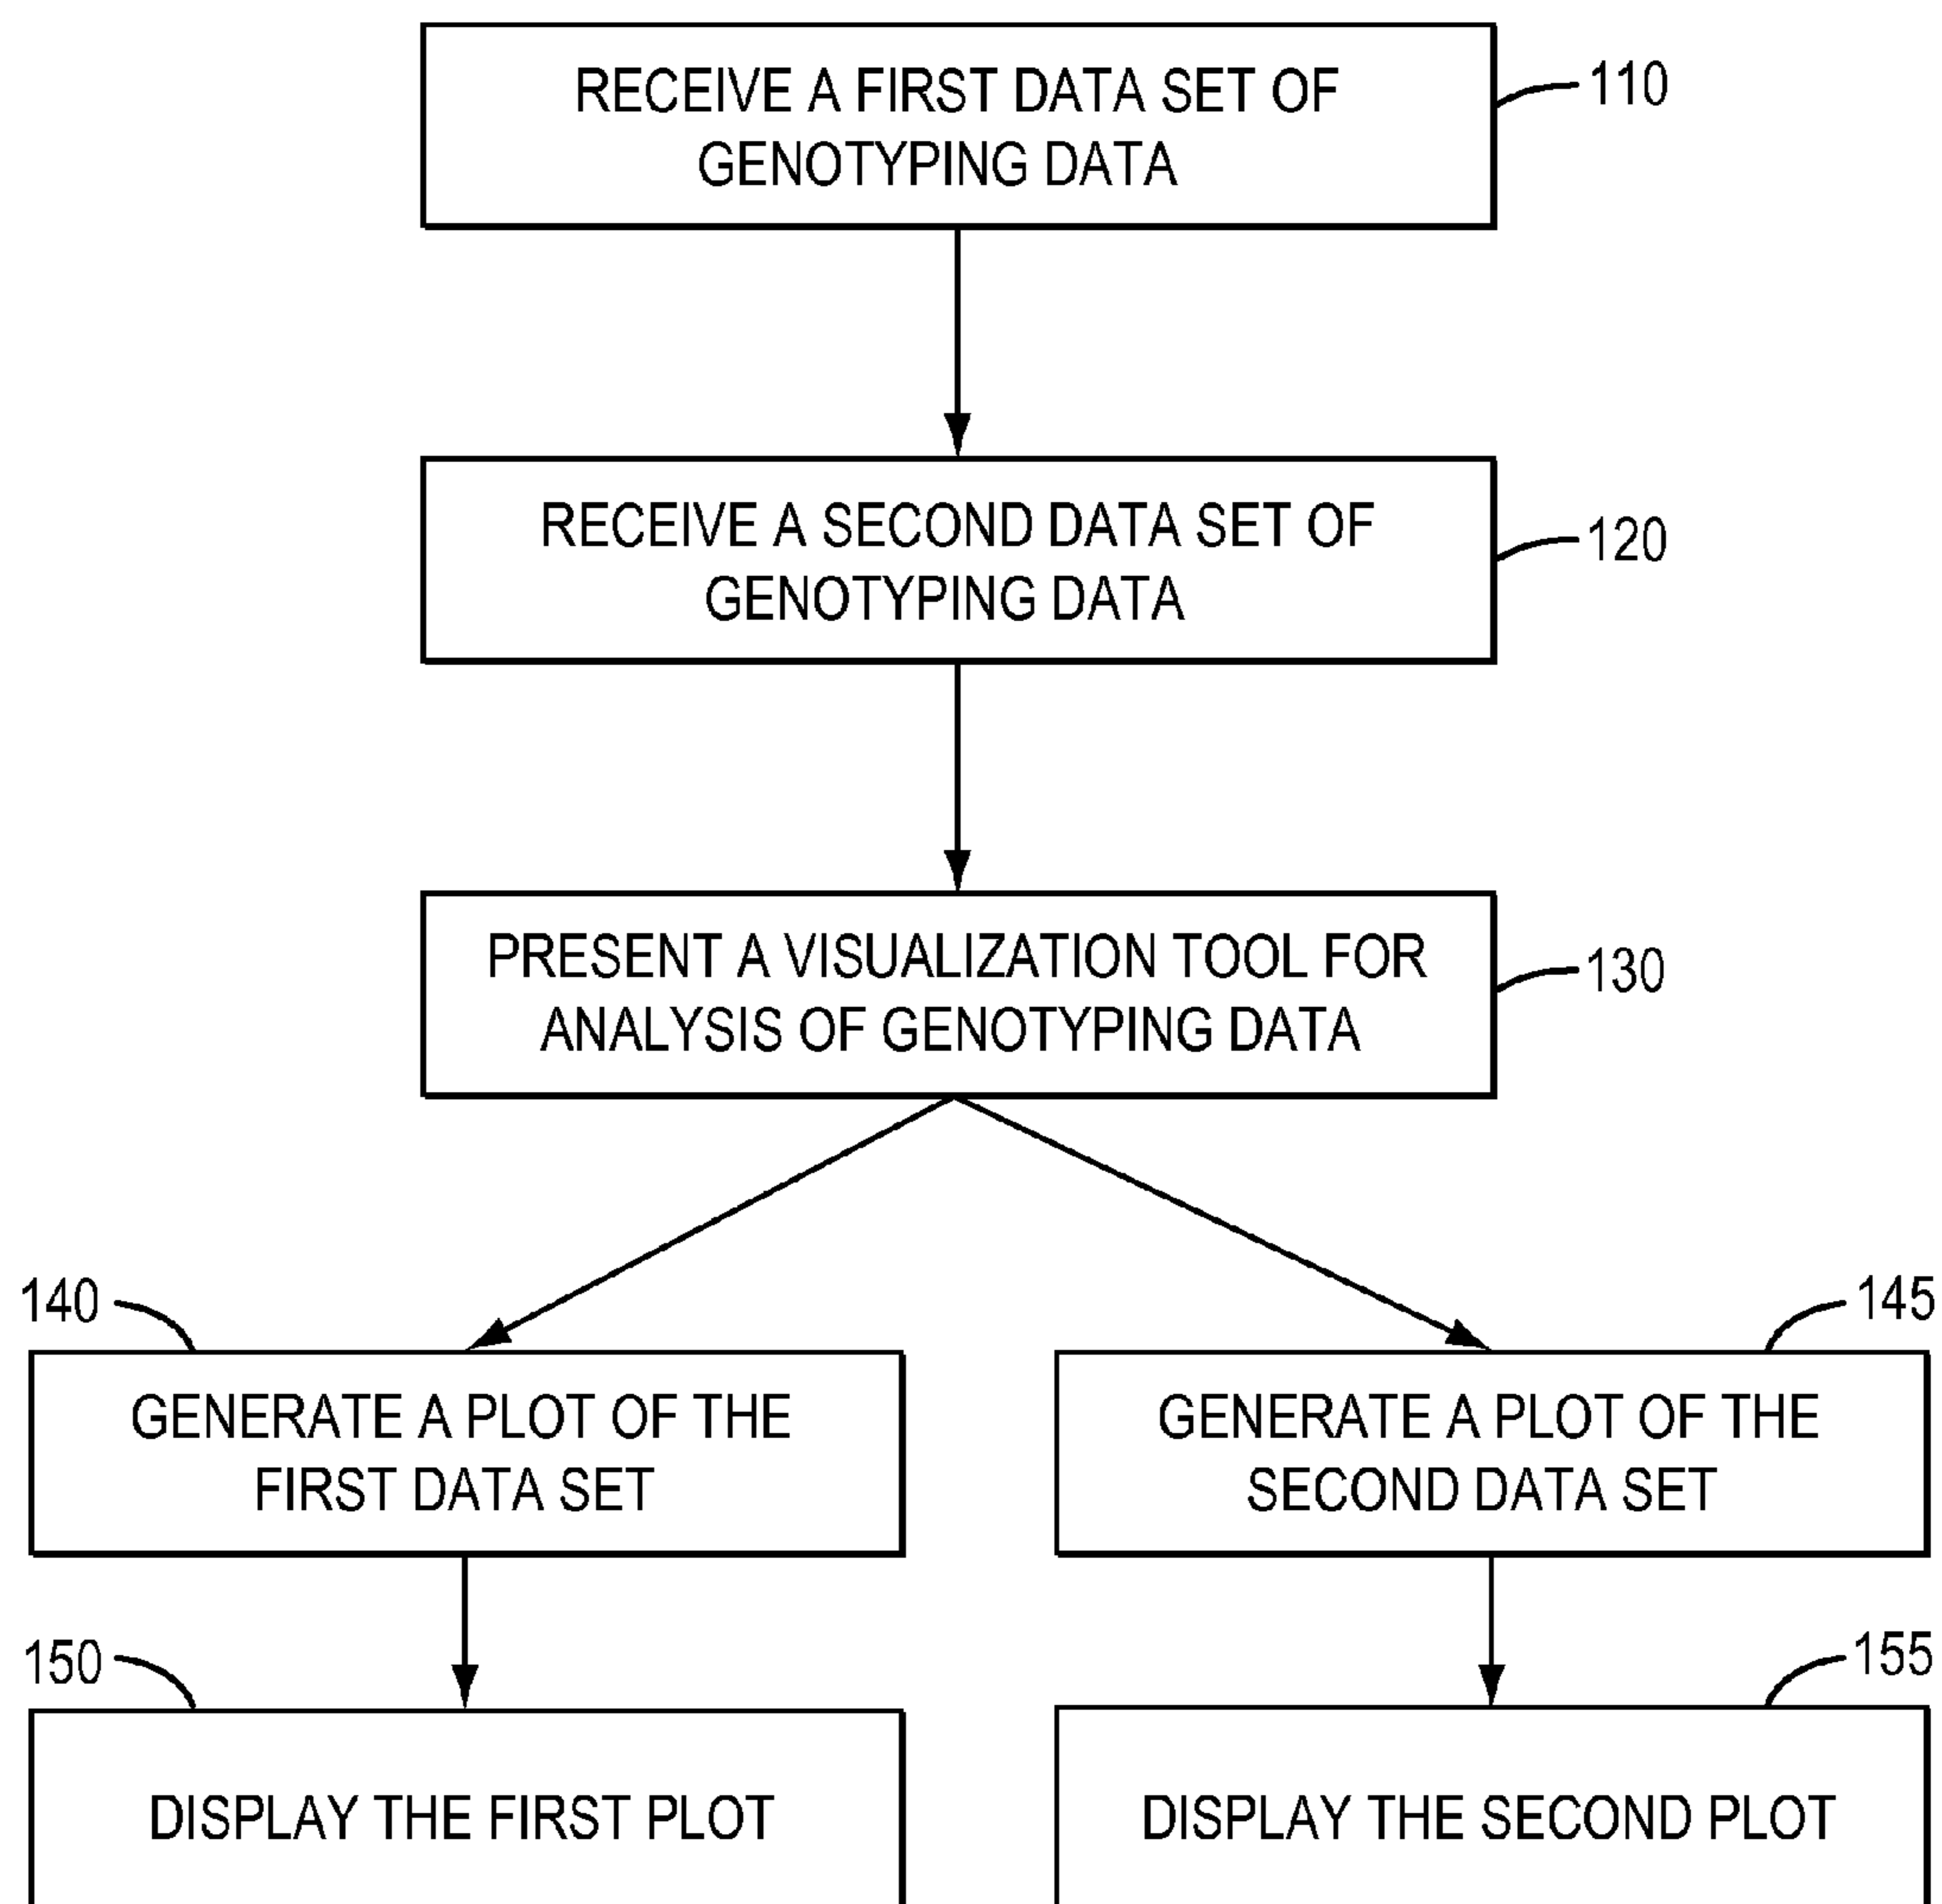 RECEIVE A FIRST DATA SET OF
GENOTYPING DATA
110
RECEIVE A SECOND DATA SET OF
GENOTYPING DATA
120
PRESENT A VISUALIZATION TOOL FOR
ANALYSIS OF GENOTYPING DATA
130
140
GENERATE A PLOT OF THE
FIRST DATA SET
145
GENERATE A PLOT OF THE
SECOND DATA SET
150
DISPLAY THE FIRST PLOT
155
DISPLAY THE SECOND PLOT